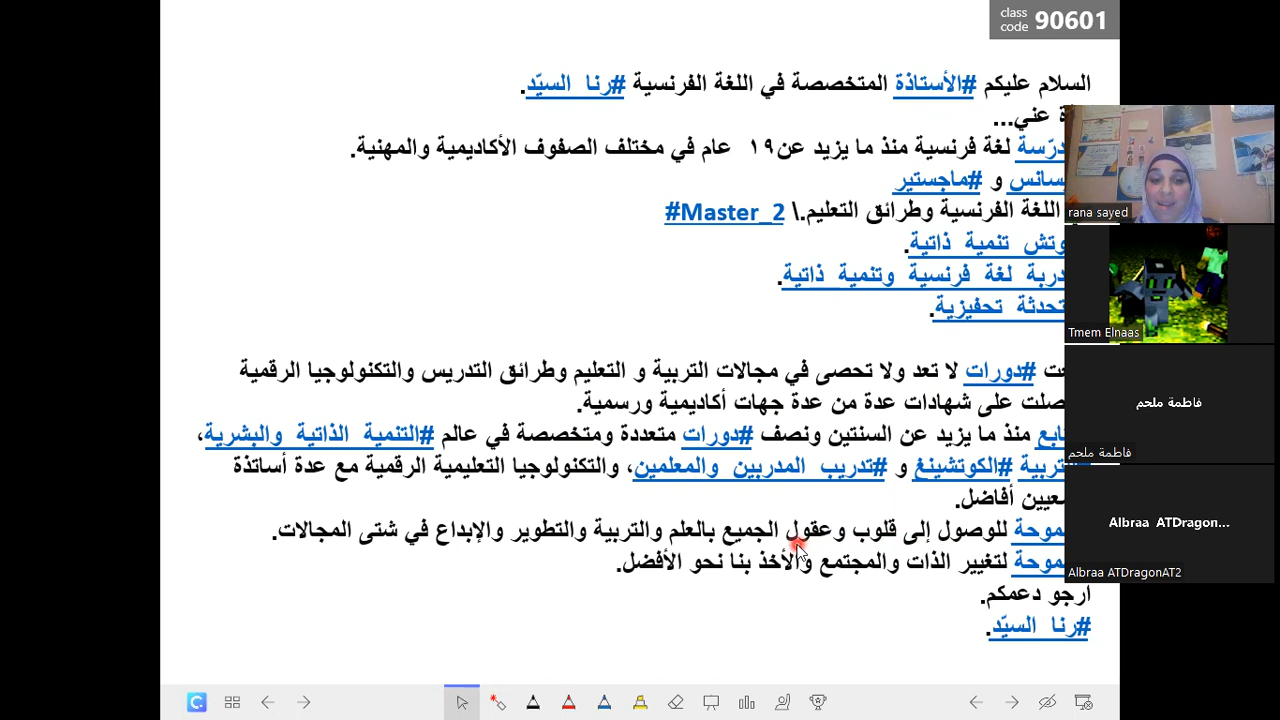 class code 90601
السلام عليكم #الأستاذة المتخصصة في اللغة الفرنسية #رنا السيّد.
عني...
لغة فرنسية منذ ما يزيد عن١٩ عام في مختلف الصفوف الأكاديمية والمهنية.
و #ماجستير
اللغة الفرنسية وطرائق التعليم.\ #Master_2
تنمية ذاتية.
لغة فرنسية وتنمية ذاتية.
تحفيزية.
#دورات لا تعد ولا تحصى في مجالات التربية و التعليم وطرائق التدريس والتكنولوجيا الرقمية
على شهادات عدة من عدة جهات أكاديمية ورسمية.
منذ ما يزيد عن السنتين ونصف #دورات متعددة ومتخصصة في عالم #التنمية الذاتية والبشرية،
#الكوتشينغ و #تدريب المدربين والمعلمين، والتكنولوجيا التعليمية الرقمية مع عدة أساتذة
أفاضل.
للوصول إلى قلوب وعقول الجميع بالعلم والتربية والتطوير والإبداع في شتى المجالات.
لتغيير الذات والمجتمع والأخذ بنا نحو الأفضل.
ارجو دعمكم.
#رنا السيّد.
rana sayed
Tmem Elnaas
فاطمة ملحم
فاطمة ملحم
Albraa ATDragon...
Albraa ATDragonAT2